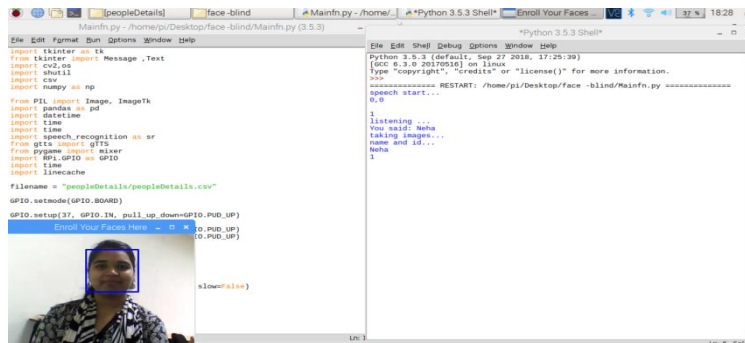 [peopleDetails]
face -blind
Mainfn.py - /home/...
*Python 3.5.3 Shell*
Enroll Your Faces ...
37 %
18:28
Mainfn.py - /home/pi/Desktop/face -blind/Mainfn.py (3.5.3)
File Edit Format Run Options Window Help
import tkinter as tk
from tkinter import Message ,Text
import cv2,os
import shutil
import csv
import numpy as np
from PIL import Image, ImageTk
import pandas as pd
import datetime
import time
import time
import speech_recognition as sr
from gtts import gTTS
from pygame import mixer
import RPi.GPIO as GPIO
import time
import linecache
filename = "peopleDetails/peopleDetails.csv"
GPIO.setmode(GPIO.BOARD)
GPIO.setup(37, GPIO.IN, pull_up_down=GPIO.PUD_UP)
IO.PUD_UP)
IO.PUD_UP)
slow=False)
Enroll Your Faces Here
*Python 3.5.3 Shell*
File Edit Shell Debug Options Window Help
Python 3.5.3 (default, Sep 27 2018, 17:25:39)
[GCC 6.3.0 20170516] on linux
Type "copyright", "credits" or "license()" for more information.
>>>
============= RESTART: /home/pi/Desktop/face -blind/Mainfn.py =============
speech start...
0,0
1
listening ...
You said: Neha
taking images...
name and id...
Neha
1